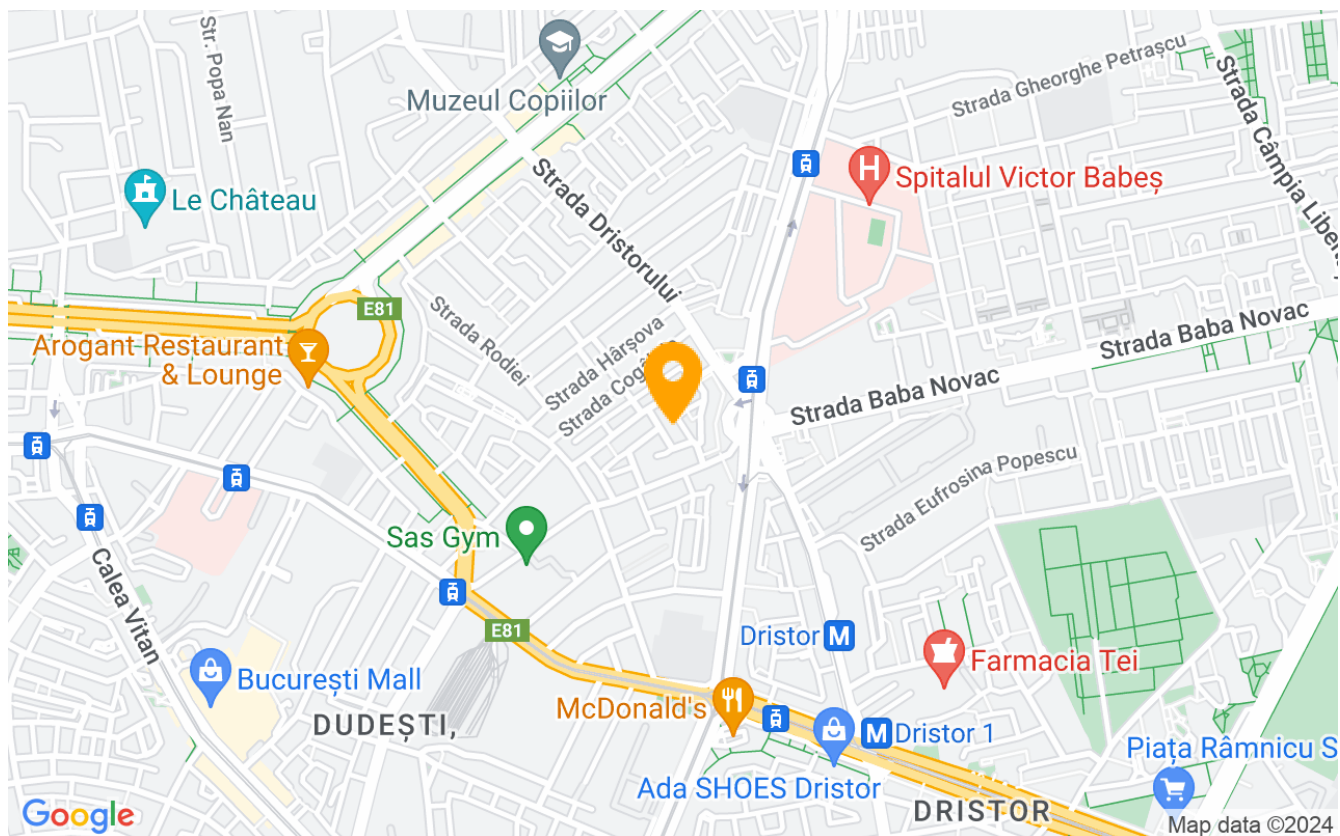 Str. Popa Nan
Muzeul Copiilor
Strada Gheorghe Petrașcu
Strada Dristorului
Spitalul Victor Babeș
Le Château
E81
Strada Rodiei
Strada Hârșova
Arogant Restaurant
& Lounge
Strada Baba Novac
Strada Baba Novac
Strada Eufrosina Popescu
Sas Gym
Calea Vitan
E81
Dristor
M
Farmacia Tei
București Mall
McDonald's
DUDEȘTI,
M
Dristor 1
Piața Râmnicu S
Ada SHOES Dristor
DRISTOR
Google
Map data ©2024
H
Strada Câmpia